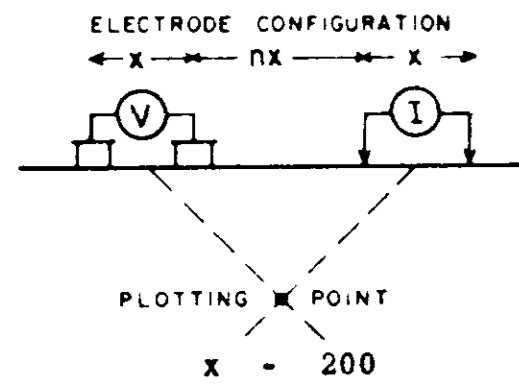 ELECTRODE CONFIGURATION
x nx x
V I
PLOTTING POINT
x - 200